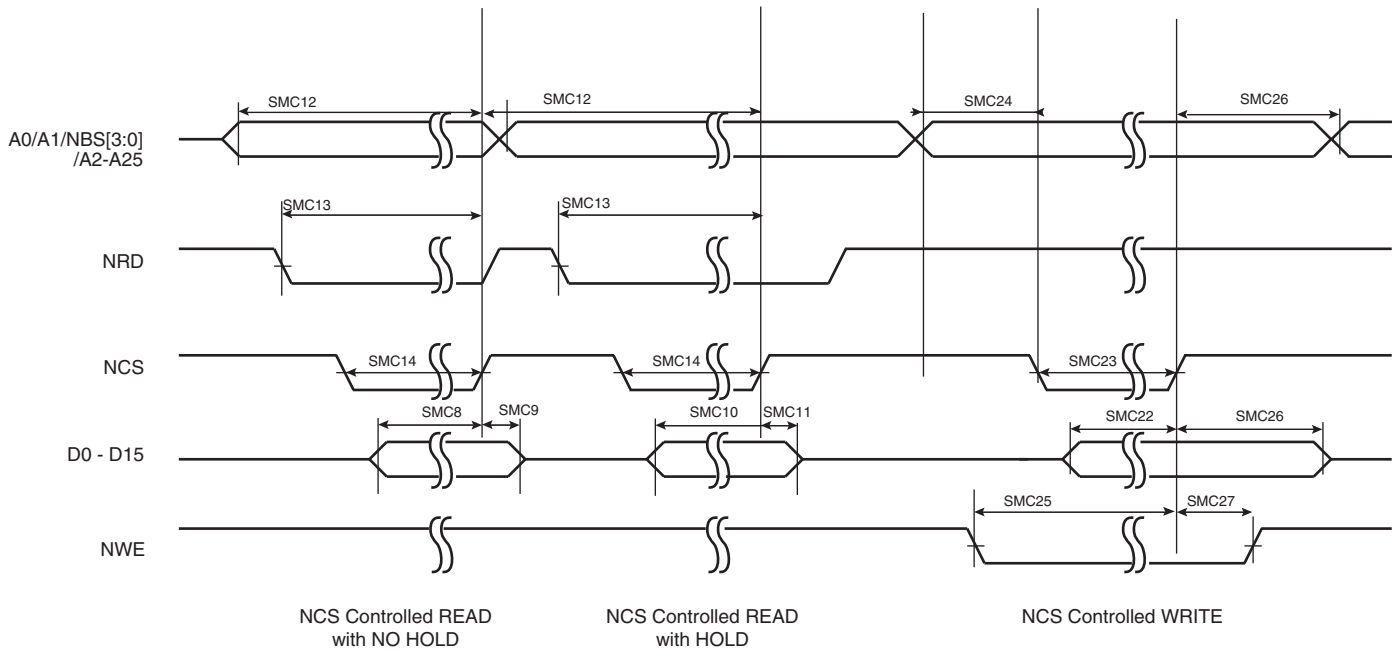 SMC12
SMC12
SMC24
SMC26
A0/A1/NBS[3:0]
/A2-A25
SMC13
SMC13
NRD
NCS
SMC14
SMC14
SMC23
SMC8
SMC9
SMC10
SMC11
SMC22
SMC26
D0 - D15
SMC25
SMC27
NWE
NCS Controlled READ
with NO HOLD
NCS Controlled READ
with HOLD
NCS Controlled WRITE